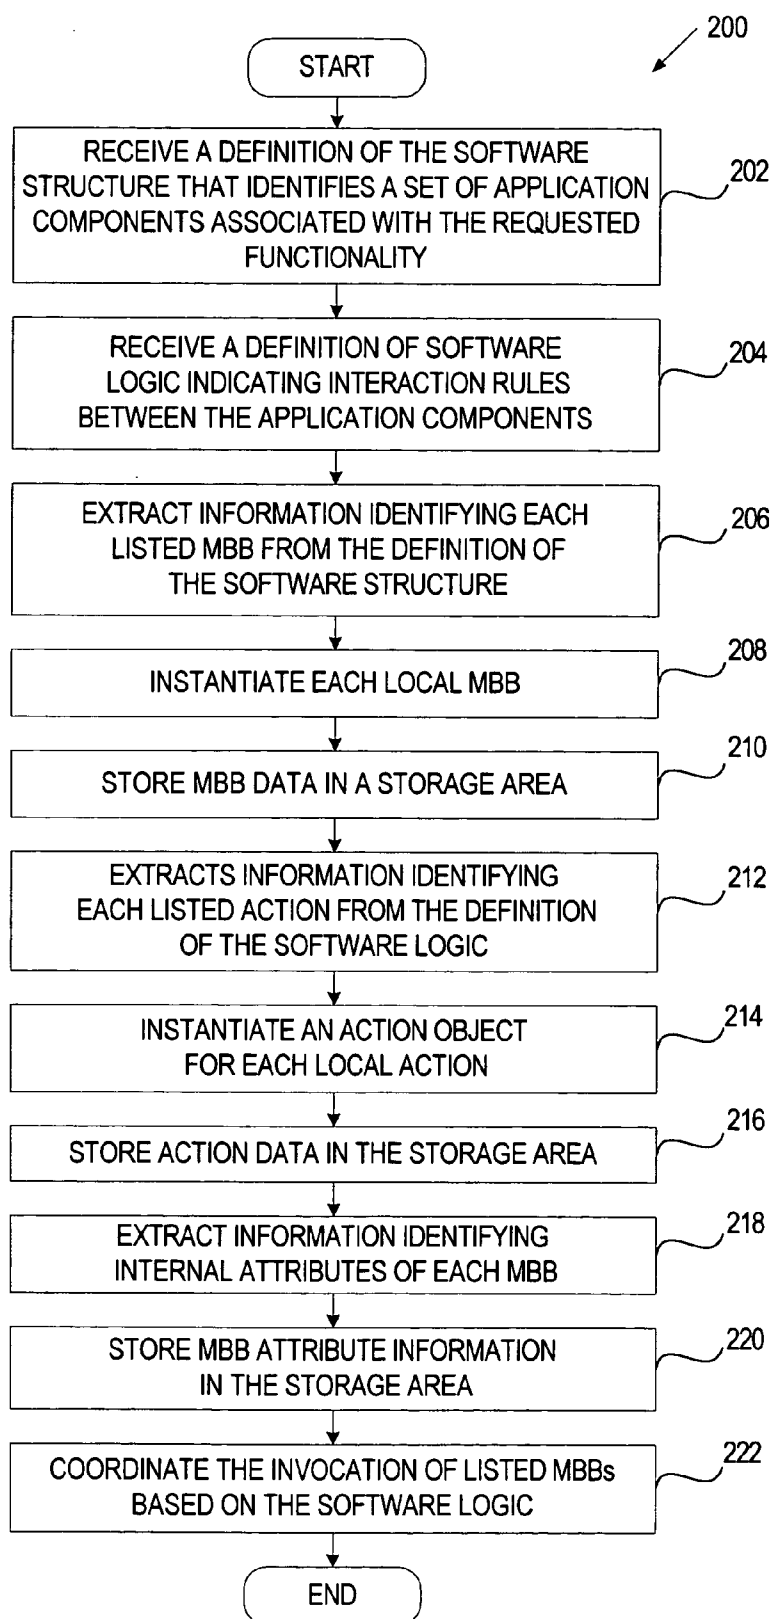 200
START
RECEIVE A DEFINITION OF THE SOFTWARE
STRUCTURE THAT IDENTIFIES A SET OF APPLICATION
COMPONENTS ASSOCIATED WITH THE REQUESTED
FUNCTIONALITY
202
RECEIVE A DEFINITION OF SOFTWARE
LOGIC INDICATING INTERACTION RULES
BETWEEN THE APPLICATION COMPONENTS
204
EXTRACT INFORMATION IDENTIFYING EACH
LISTED MBB FROM THE DEFINITION OF
THE SOFTWARE STRUCTURE
206
INSTANTIATE EACH LOCAL MBB
208
STORE MBB DATA IN A STORAGE AREA
210
EXTRACTS INFORMATION IDENTIFYING
EACH LISTED ACTION FROM THE DEFINITION
OF THE SOFTWARE LOGIC
212
INSTANTIATE AN ACTION OBJECT
FOR EACH LOCAL ACTION
214
STORE ACTION DATA IN THE STORAGE AREA
216
EXTRACT INFORMATION IDENTIFYING
INTERNAL ATTRIBUTES OF EACH MBB
218
STORE MBB ATTRIBUTE INFORMATION
IN THE STORAGE AREA
220
COORDINATE THE INVOCATION OF LISTED MBBs
BASED ON THE SOFTWARE LOGIC
222
END